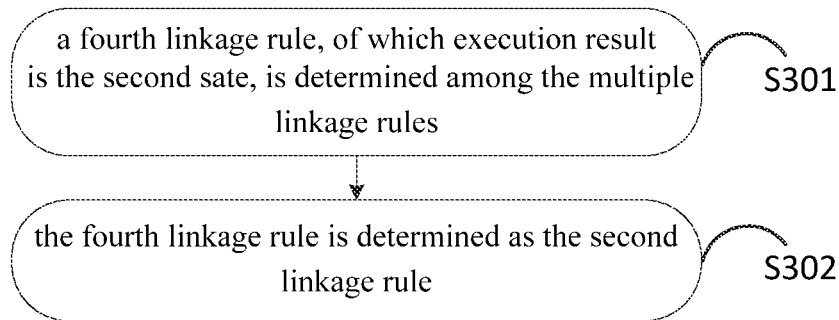 a fourth linkage rule, of which execution result
is the second sate, is determined among the multiple
linkage rules
S301
the fourth linkage rule is determined as the second
linkage rule
S302